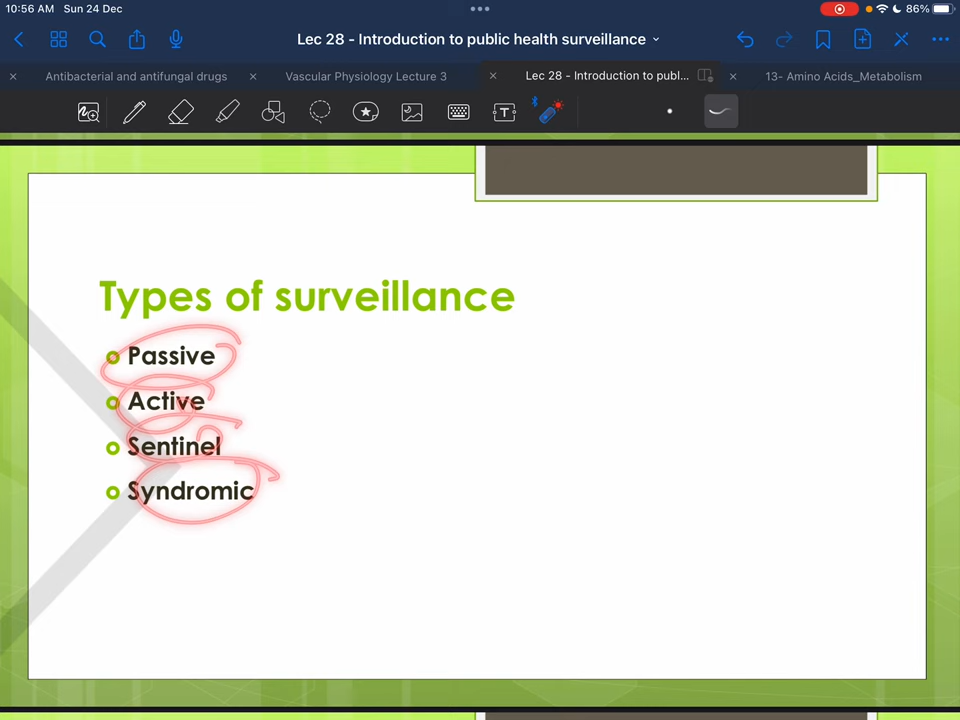 10:56 AM Sun 24 Dec
86%
Lec 28 - Introduction to public health surveillance
Antibacterial and antifungal drugs
Vascular Physiology Lecture 3
Lec 28 - Introduction to publ...
13- Amino Acids_Metabolism
Types of surveillance
Passive
Active
Sentinel
Syndromic